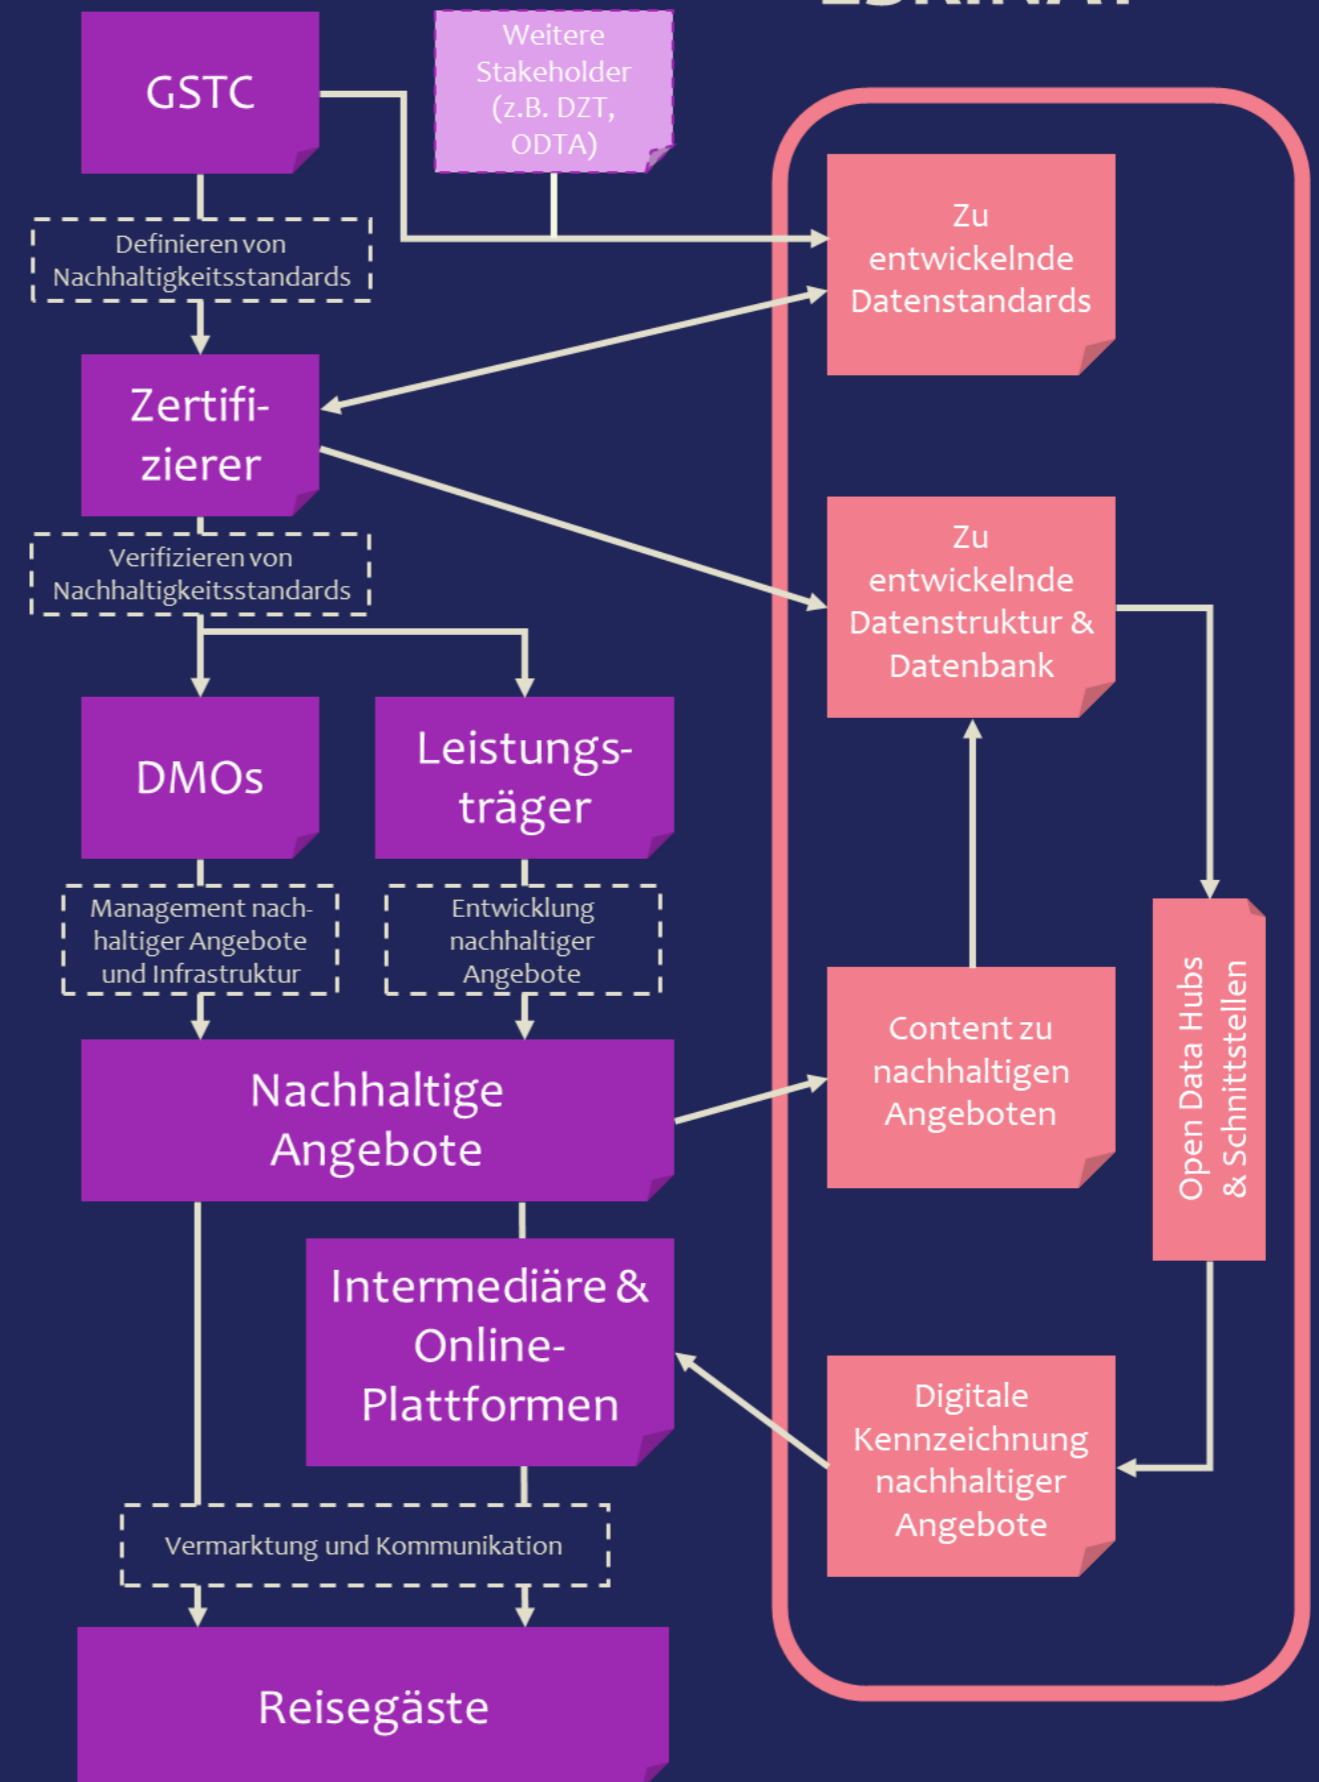 GSTC
Weitere
Stakeholder
(z.B. DZT,
ODTA)
Definieren von
Nachhaltigkeitsstandards
Zu
entwickelnde
Datenstandards
Zertifi-
zierer
Verifizieren von
Nachhaltigkeitsstandards
Zu
entwickelnde
Datenstruktur &
Datenbank
DMOs
Leistungs-
träger
Management nach-
haltiger Angebote
und Infrastruktur
Entwicklung
nachhaltiger
Angebote
Content zu
nachhaltigen
Angeboten
Open Data Hubs
& Schnittstellen
Nachhaltige
Angebote
Intermediäre &
Online-
Plattformen
Digitale
Kennzeichnung
nachhaltiger
Angebote
Vermarktung und Kommunikation
Reisegäste